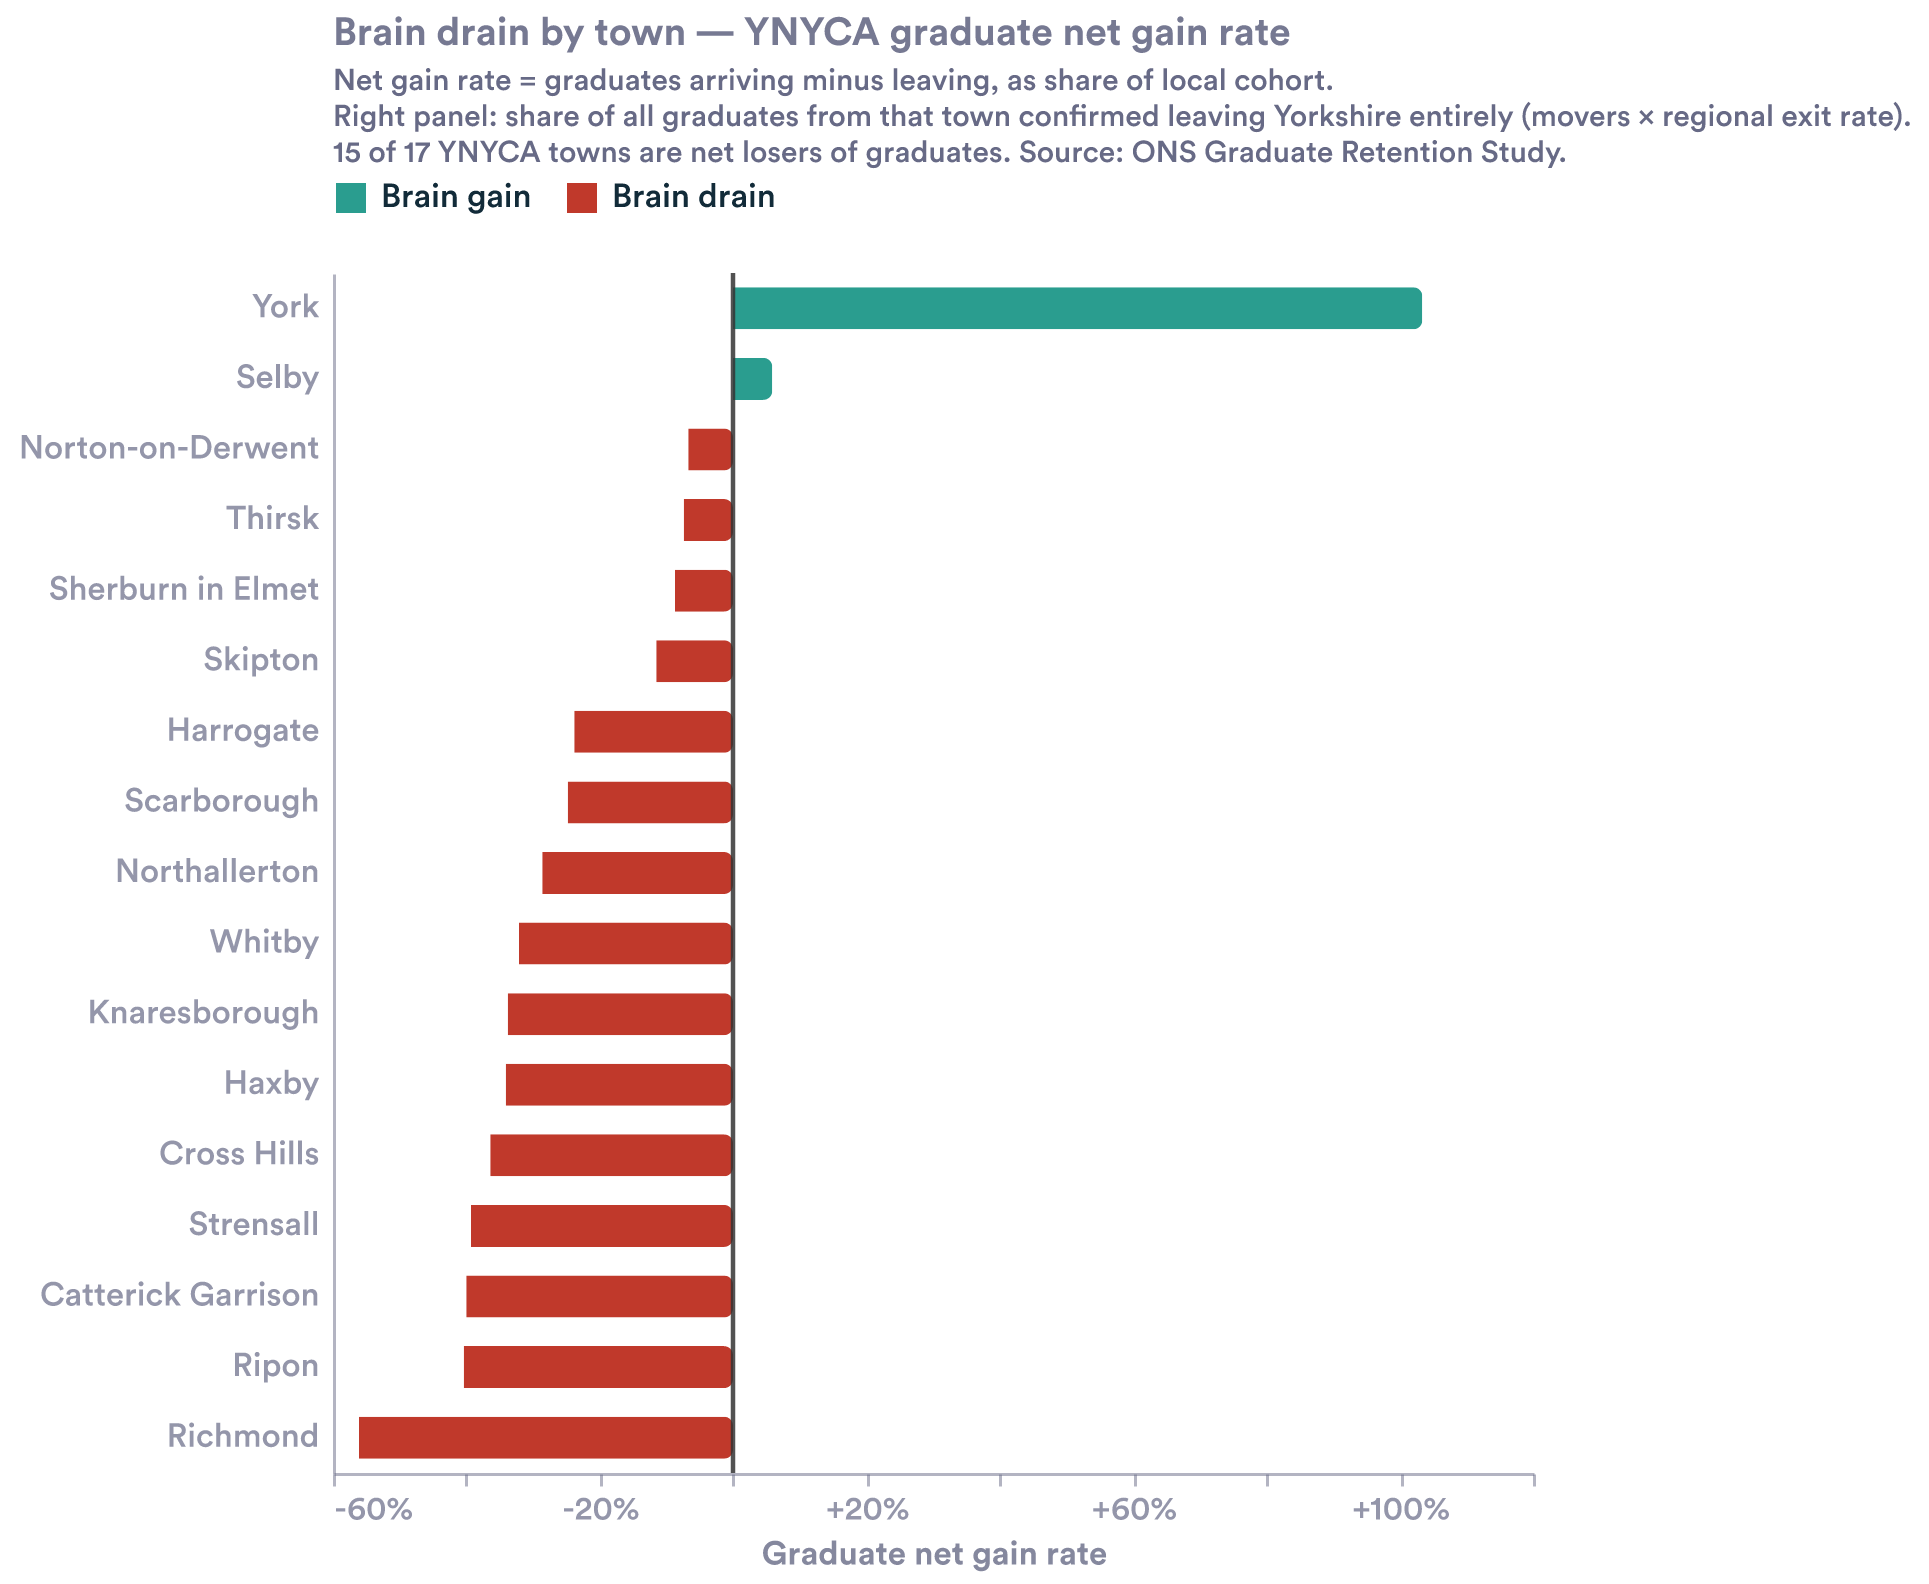 Brain drain by town — YNYCA graduate net gain rate
Net gain rate = graduates arriving minus leaving, as share of local cohort.
Right panel: share of all graduates from that town confirmed leaving Yorkshire entirely (movers × regional exit rate).
15 of 17 YNYCA towns are net losers of graduates. Source: ONS Graduate Retention Study.
Brain gain Brain drain
York
Selby
Norton-on-Derwent
Thirsk
Sherburn in Elmet
Skipton
Harrogate
Scarborough
Northallerton
Whitby
Knaresborough
Haxby
Cross Hills
Strensall
Catterick Garrison
Ripon
Richmond
-60% -20% +20% +60% +100%
Graduate net gain rate